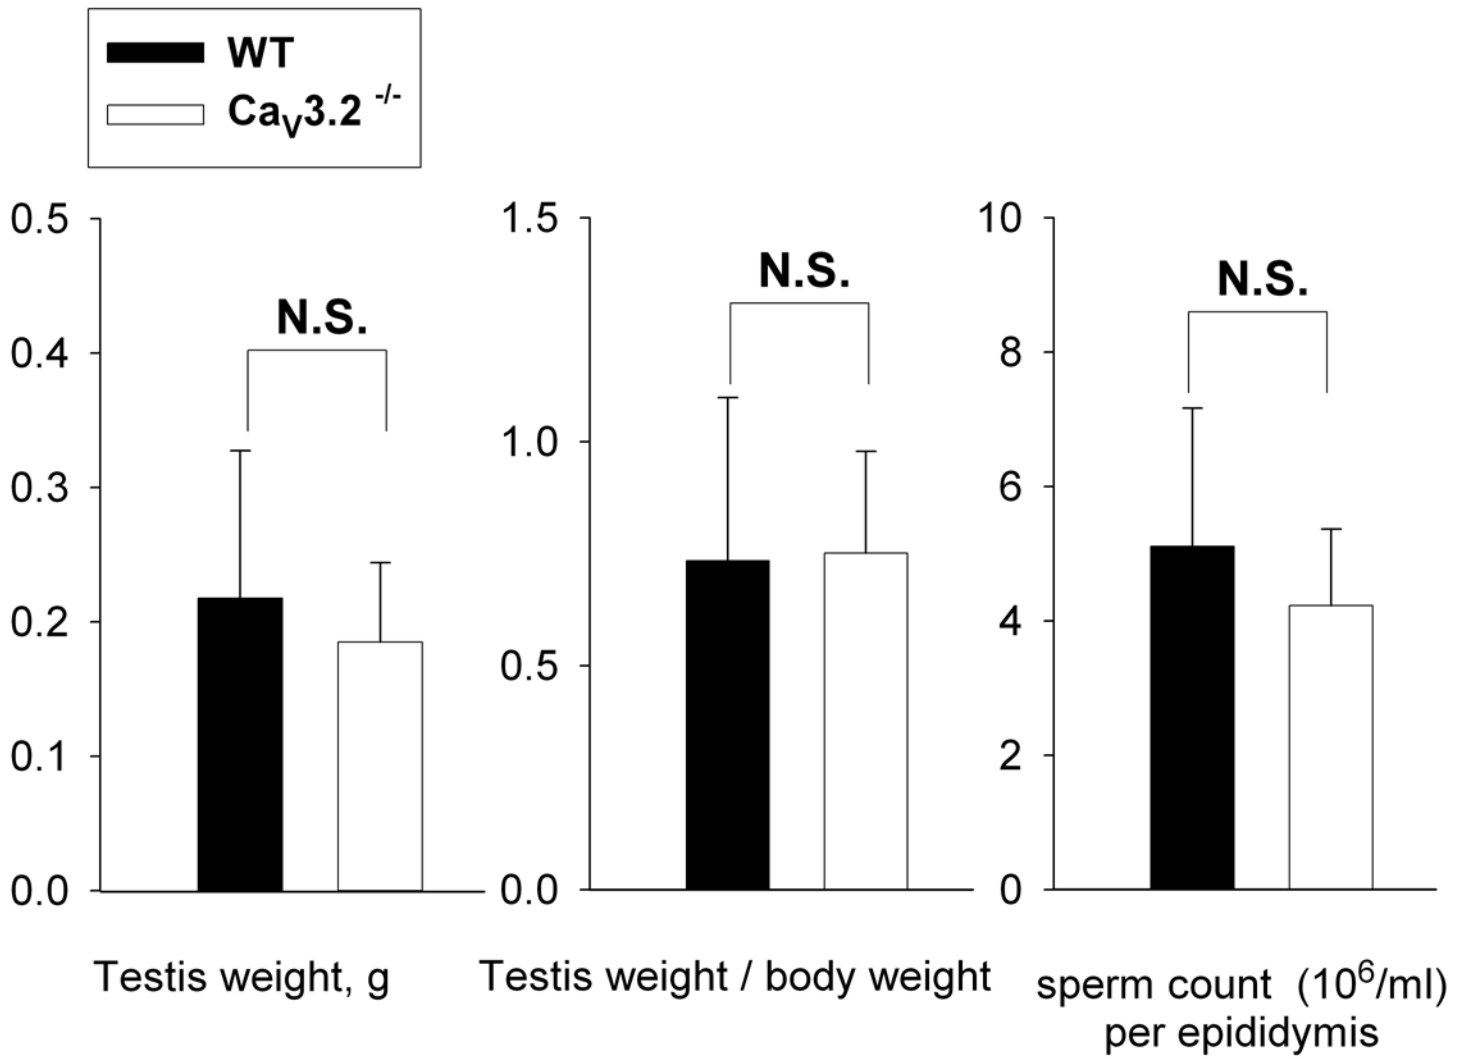 WT
CaV3.2 -/-
0.5
0.4
0.3
0.2
0.1
0.0
N.S.
Testis weight, g
1.5
1.0
0.5
0.0
N.S.
Testis weight / body weight
10
8
6
4
2
0
N.S.
sperm count (10^6/ml)
per epididymis